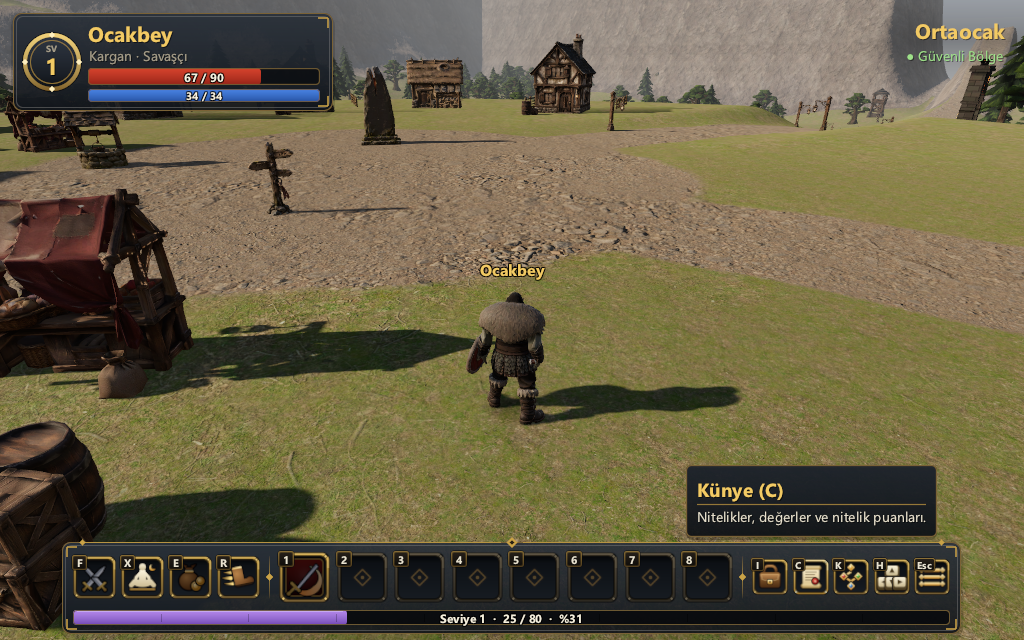 Ocakbey
SV
1
Kargan · Savaşçı
67 / 90
34 / 34
Ortaocak
Güvenli Bölge
Ocakbey
Künye (C)
Nitelikler, değerler ve nitelik puanları.
F X E R 1 2 3 4 5 6 7 8 I C K H Esc
Seviye 1 · 25 / 80 · %31